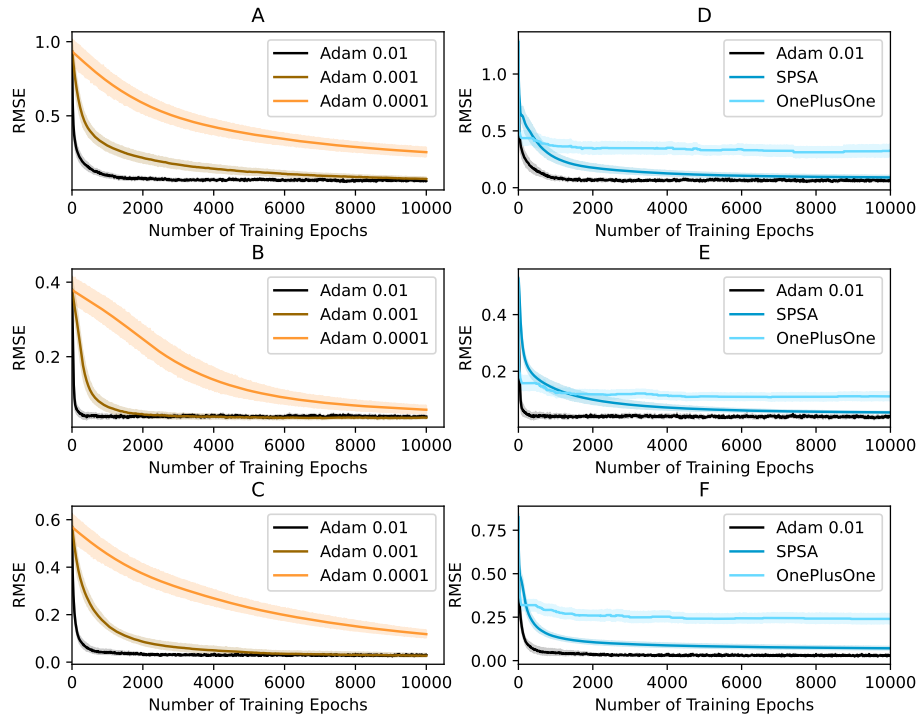 A
RMSE
1.0
0.5
Adam 0.01
Adam 0.001
Adam 0.0001
0 2000 4000 6000 8000 10000
Number of Training Epochs
D
RMSE
1.0
0.5
0.0
Adam 0.01
SPSA
OnePlusOne
0 2000 4000 6000 8000 10000
Number of Training Epochs
B
RMSE
0.4
0.2
Adam 0.01
Adam 0.001
Adam 0.0001
0 2000 4000 6000 8000 10000
Number of Training Epochs
E
RMSE
0.4
0.2
Adam 0.01
SPSA
OnePlusOne
0 2000 4000 6000 8000 10000
Number of Training Epochs
C
RMSE
0.6
0.4
0.2
0.0
Adam 0.01
Adam 0.001
Adam 0.0001
0 2000 4000 6000 8000 10000
Number of Training Epochs
F
RMSE
0.75
0.50
0.25
0.00
Adam 0.01
SPSA
OnePlusOne
0 2000 4000 6000 8000 10000
Number of Training Epochs